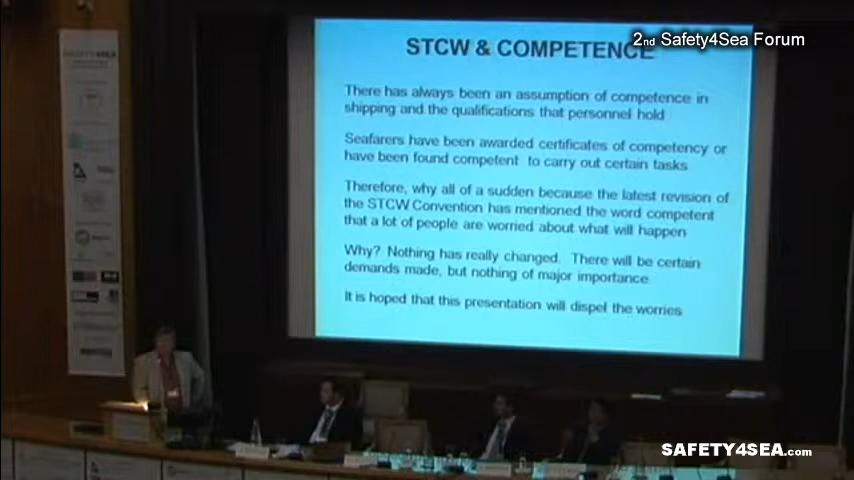 2nd Safety4Sea Forum
STCW & COMPETENCE
There has always been an assumption of competence in
shipping and the qualifications that personnel hold
Seafarers have been awarded certificates of competency or
have been found competent to carry out certain tasks
Therefore, why all of a sudden because the latest revision of
the STCW Convention has mentioned the word competent
that a lot of people are worried about what will happen
Why? Nothing has really changed. There will be certain
demands made, but nothing of major importance
It is hoped that this presentation will dispel the worries
SAFETY4SEA
SAFETY4SEA.com